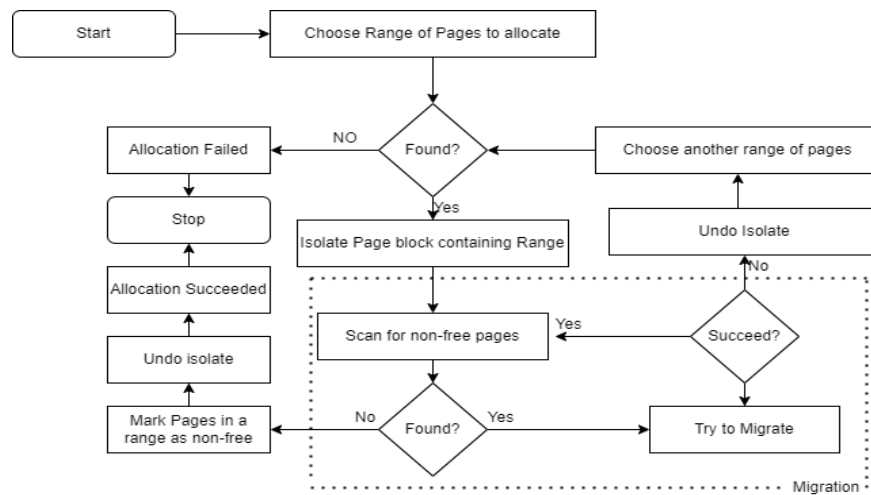 Start
Choose Range of Pages to allocate
NO
Allocation Failed
Found?
Choose another range of pages
Yes
Stop
Isolate Page block containing Range
Undo Isolate
No
Allocation Succeeded
Scan for non-free pages
Yes
Succeed?
Undo isolate
No
Yes
Mark Pages in a
range as non-free
Found?
Try to Migrate
Migration